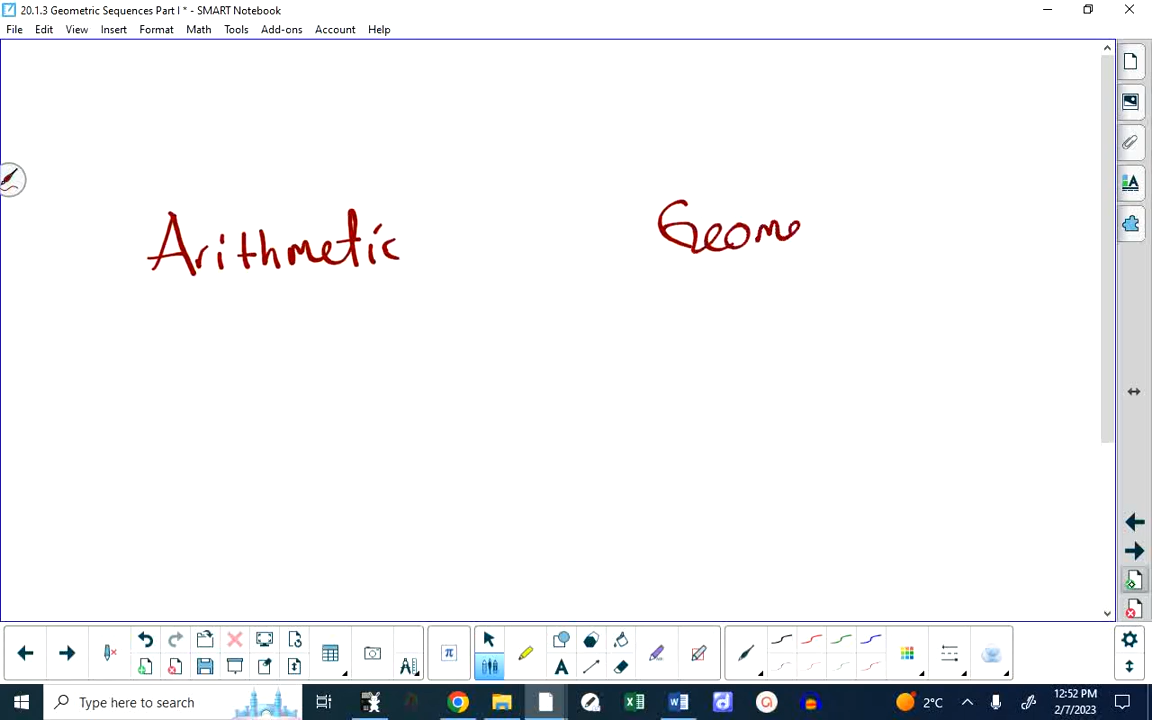 20.1.3 Geometric Sequences Part I * - SMART Notebook
File Edit View Insert Format Math Tools Add-ons Account Help
Arithmetic Geome
Type here to search
2°C
12:52 PM
2/7/2023